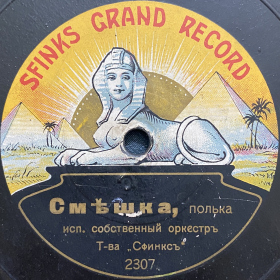 SFINKS GRAND RECORD
Смѣшка, полька
исп. собственный оркестръ
Т-ва „Сфинксъ"
2307